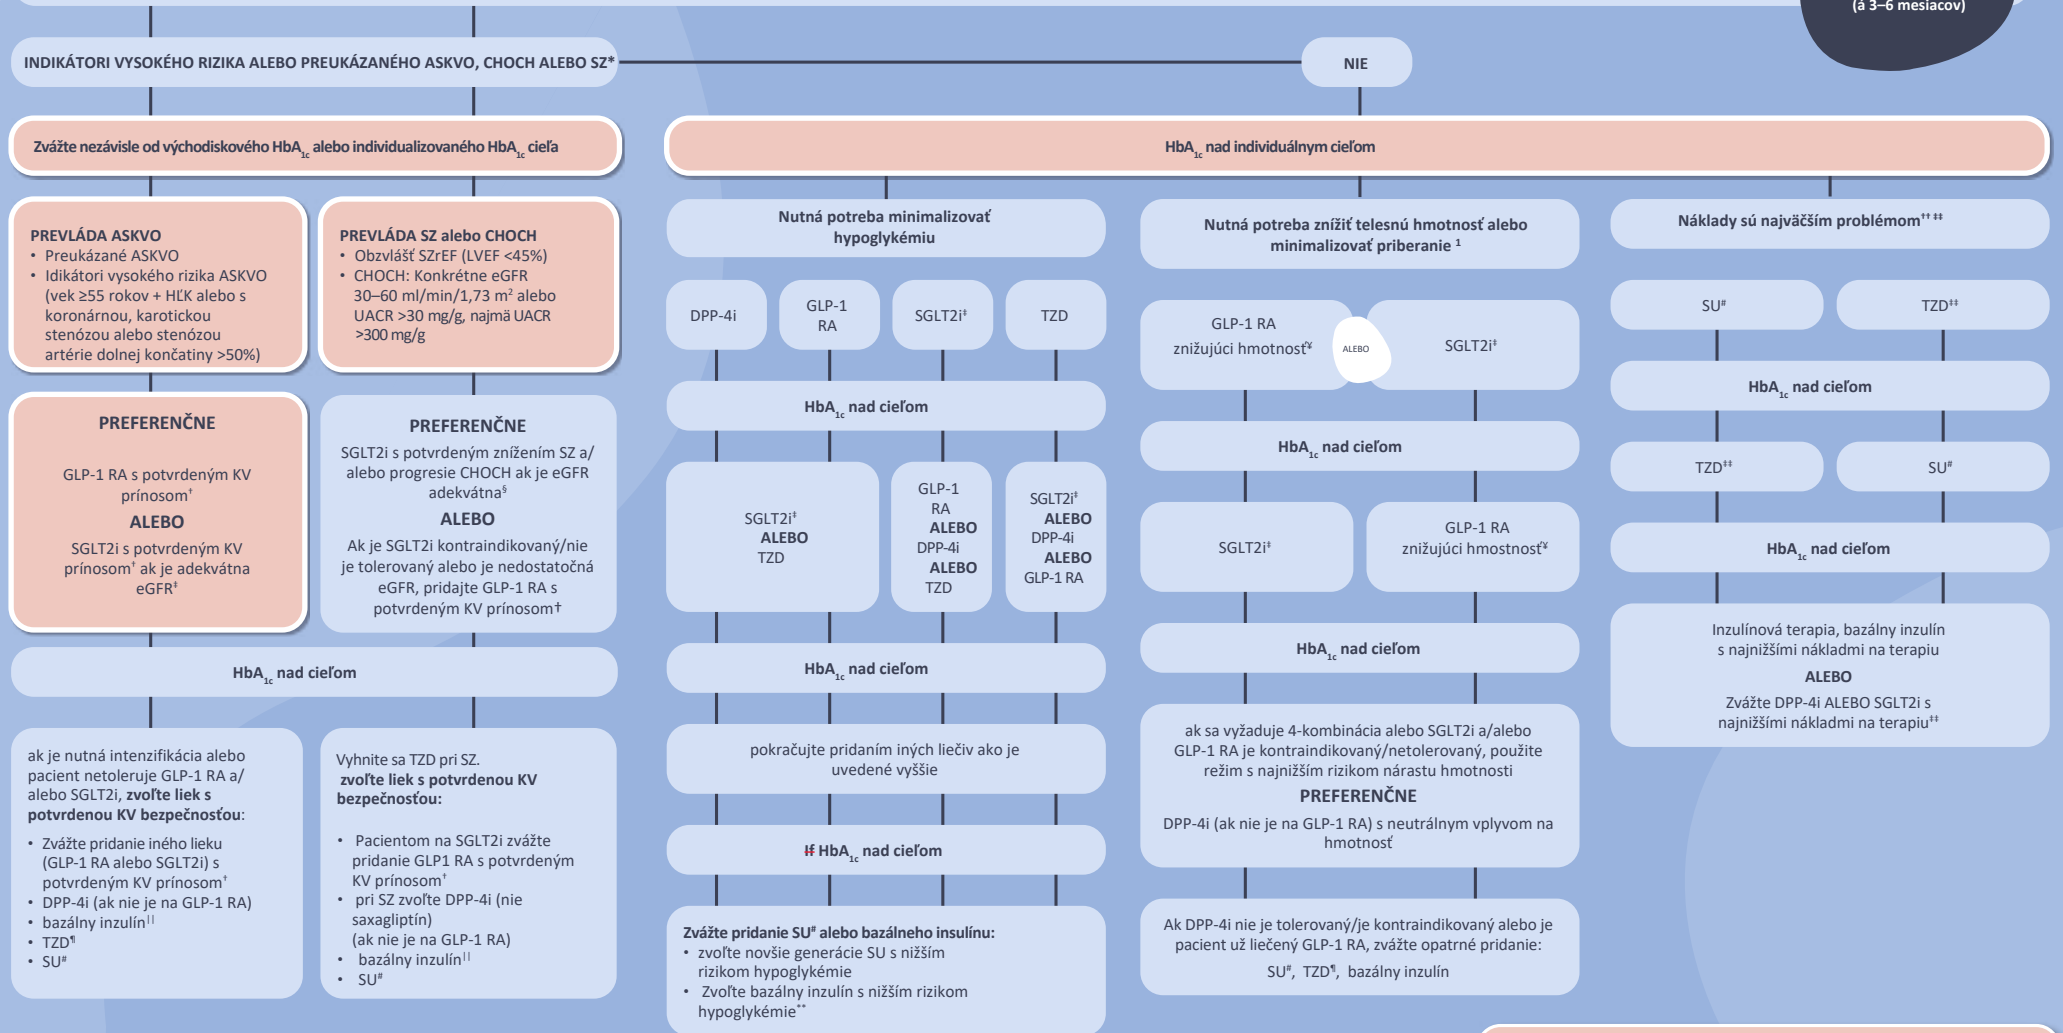 (á 3–6 mesiacov)
INDIKÁTORI VYSOKÉHO RIZIKA ALEBO PREUKÁZANÉHO ASKVO, CHOCH ALEBO SZ*
NIE
Zvážte nezávisle od východiskového HbA1c alebo individualizovaného HbA1c cieľa
HbA1c nad individuálnym cieľom
PREVLÁDA ASKVO
• Preukázané ASKVO
• Idikátori vysokého rizika ASKVO
(vek ≥55 rokov + HĽK alebo s
koronárnou, karotickou
stenózou alebo stenózou
artérie dolnej končatiny >50%)
PREVLÁDA SZ alebo CHOCH
• Obzvlášť SZrEF (LVEF <45%)
• CHOCH: Konkrétne eGFR
30–60 ml/min/1,73 m² alebo
UACR >30 mg/g, najmä UACR
>300 mg/g
PREFERENČNE
GLP-1 RA s potvrdeným KV
prínosom†
ALEBO
SGLT2i s potvrdeným KV
prínosom† ak je adekvátna
eGFR‡
PREFERENČNE
SGLT2i s potvrdeným znížením SZ a/
alebo progresie CHOCH ak je eGFR
adekvátna§
ALEBO
Ak je SGLT2i kontraindikovaný/nie
je tolerovaný alebo je nedostatočná
eGFR, pridajte GLP-1 RA s
potvrdeným KV prínosom†
HbA1c nad cieľom
ak je nutná intenzifikácia alebo
pacient netoleruje GLP-1 RA a/
alebo SGLT2i, zvoľte liek s
potvrdenou KV bezpečnosťou:
• Zvážte pridanie iného lieku
(GLP-1 RA alebo SGLT2i) s
potvrdeným KV prínosom†
• DPP-4i (ak nie je na GLP-1 RA)
• bazálny inzulín||
• TZD¶
• SU#
Vyhnite sa TZD pri SZ.
zvoľte liek s potvrdenou KV
bezpečnosťou:
• Pacientom na SGLT2i zvážte
pridanie GLP1 RA s potvrdeným
KV prínosom†
• pri SZ zvoľte DPP-4i (nie
saxagliptín)
(ak nie je na GLP-1 RA)
• bazálny inzulín||
• SU#
Nutná potreba minimalizovať
hypoglykémiu
DPP-4i
GLP-1
RA
SGLT2i‡
TZD
HbA1c nad cieľom
SGLT2i‡
ALEBO
TZD
GLP-1
RA
ALEBO
DPP-4i
ALEBO
TZD
SGLT2i‡
ALEBO
DPP-4i
ALEBO
GLP-1 RA
HbA1c nad cieľom
pokračujte pridaním iných liečiv ako je
uvedené vyššie
If HbA1c nad cieľom
Zvážte pridanie SU# alebo bazálneho insulínu:
• zvoľte novšie generácie SU s nižším
rizikom hypoglykémie
• Zvoľte bazálny inzulín s nižším rizikom
hypoglykémie**
Nutná potreba znížiť telesnú hmotnosť alebo
minimalizovať priberanie 1
GLP-1 RA
znižujúci hmotnosť¥
ALEBO
SGLT2i‡
HbA1c nad cieľom
SGLT2i‡
GLP-1 RA
znižujúci hmostnosť¥
HbA1c nad cieľom
ak sa vyžaduje 4-kombinácia alebo SGLT2i a/alebo
GLP-1 RA je kontraindikovaný/netolerovaný, použite
režim s najnižším rizikom nárastu hmotnosti
PREFERENČNE
DPP-4i (ak nie je na GLP-1 RA) s neutrálnym vplyvom na
hmotnosť
Ak DPP-4i nie je tolerovaný/je kontraindikovaný alebo je
pacient už liečený GLP-1 RA, zvážte opatrné pridanie:
SU#, TZD¶, bazálny inzulín
Náklady sú najväčším problémom†† ‡‡
SU#
TZD‡‡
HbA1c nad cieľom
TZD‡‡
SU#
HbA1c nad cieľom
Inzulínová terapia, bazálny inzulín
s najnižšími nákladmi na terapiu
ALEBO
Zvážte DPP-4i ALEBO SGLT2i s
najnižšími nákladmi na terapiu‡‡